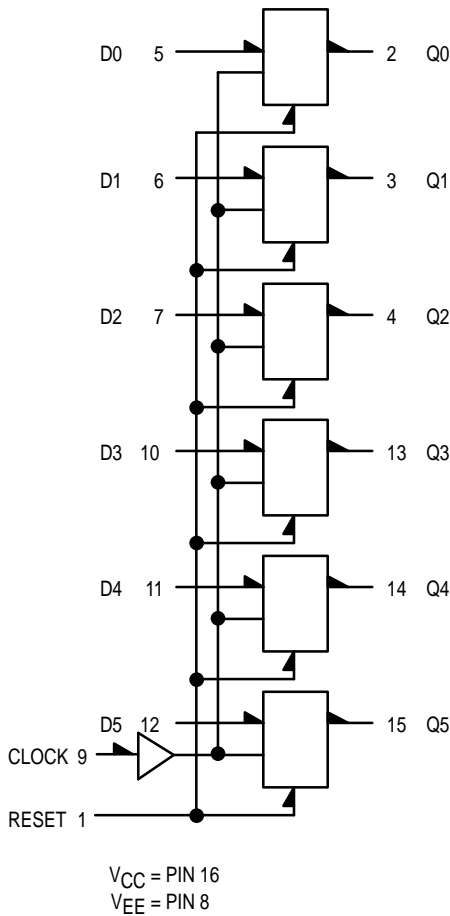 D0 5 2 Q0
D1 6 3 Q1
D2 7 4 Q2
D3 10 13 Q3
D4 11 14 Q4
D5 12 15 Q5
CLOCK 9
RESET 1
VCC = PIN 16
VEE = PIN 8